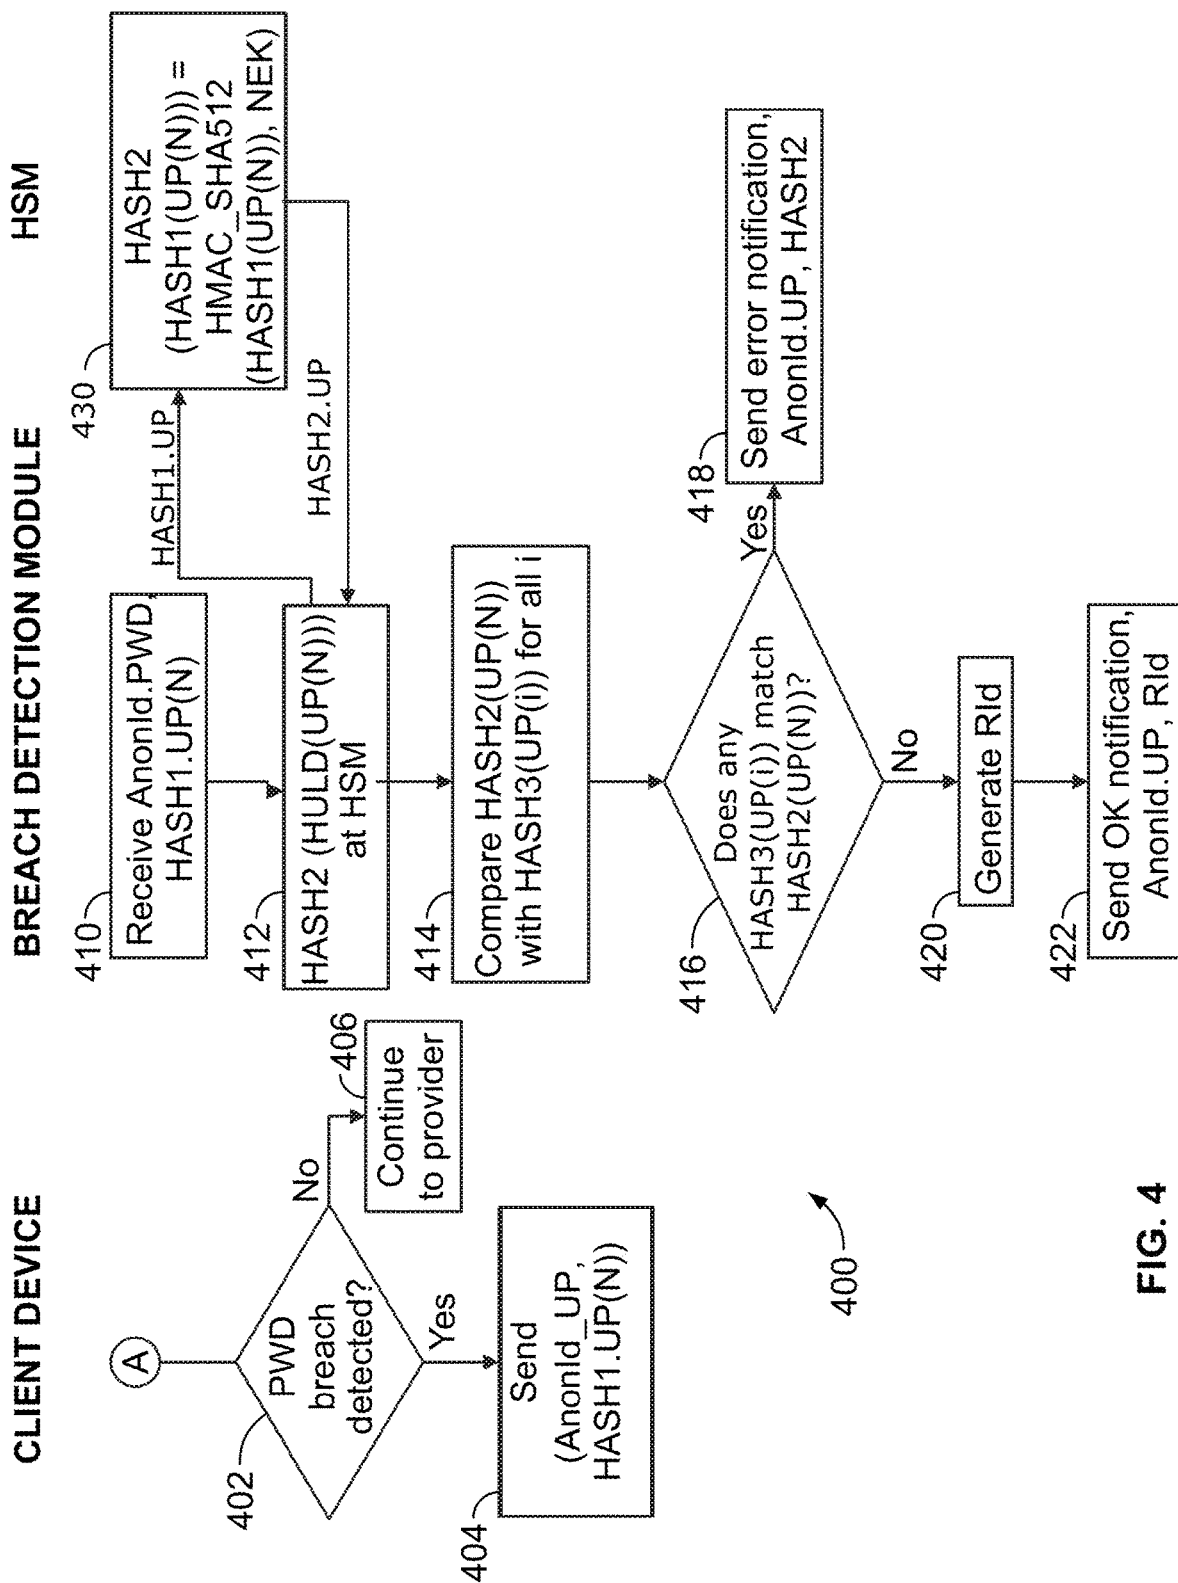 CLIENT DEVICE
BREACH DETECTION MODULE
HSM
A
402
PWD
breach
detected?
No
406
Continue
to provider
Yes
404
Send
(AnonId_UP,
HASH1.UP(N))
410
Receive AnonId.PWD,
HASH1.UP(N)
412
HASH2 (HULD(UP(N))))
at HSM
HASH1.UP
430
HASH2
(HASH1(UP(N))) =
HMAC_SHA512
(HASH1(UP(N)), NEK)
HASH2.UP
414
Compare HASH2(UP(N))
with HASH3(UP(i)) for all i
416
Does any
HASH3(UP(i)) match
HASH2(UP(N))?
Yes
418
Send error notification,
AnonId.UP, HASH2
No
420
Generate RId
422
Send OK notification,
AnonId.UP, RId
400
FIG. 4